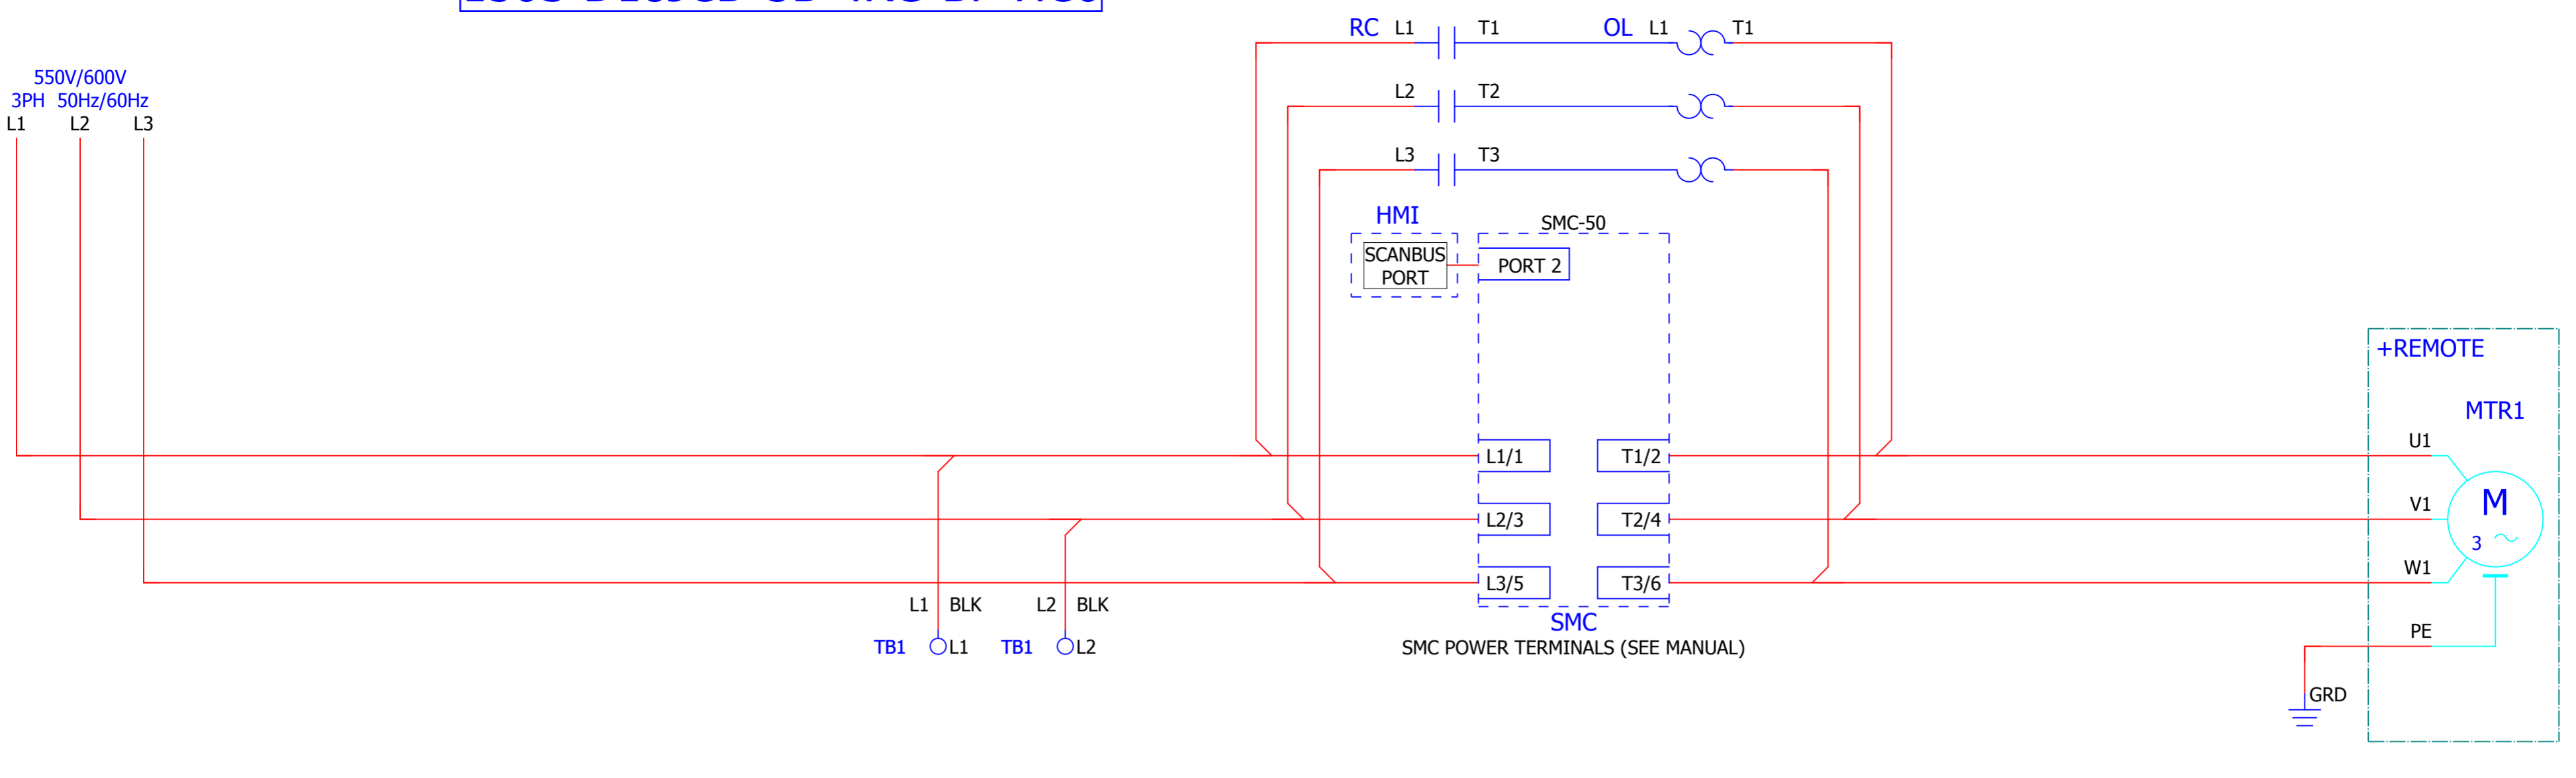 RC L1 T1 OL L1 T1
550V/600V
3PH 50Hz/60Hz
L1 L2 L3
L2 T2
L3 T3
HMI
SMC-50
SCANBUS
PORT
PORT 2
+REMOTE
MTR1
U1
L1/1 T1/2
M
V1
L2/3 T2/4
3
W1
L3/5 T3/6
L1 BLK L2 BLK
SMC
PE
TB1 L1 TB1 L2
SMC POWER TERMINALS (SEE MANUAL)
GRD